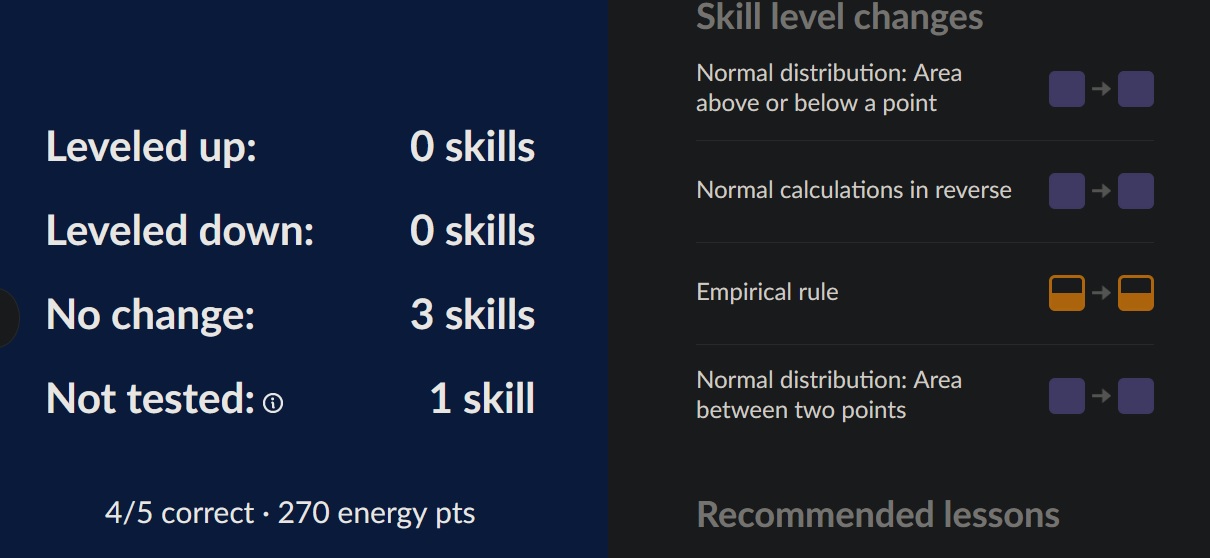 Leveled up: 0 skills
Leveled down: 0 skills
No change: 3 skills
Not tested: 1 skill
4/5 correct · 270 energy pts
Skill level changes
Normal distribution: Area
above or below a point
Normal calculations in reverse
Empirical rule
Normal distribution: Area
between two points
Recommended lessons